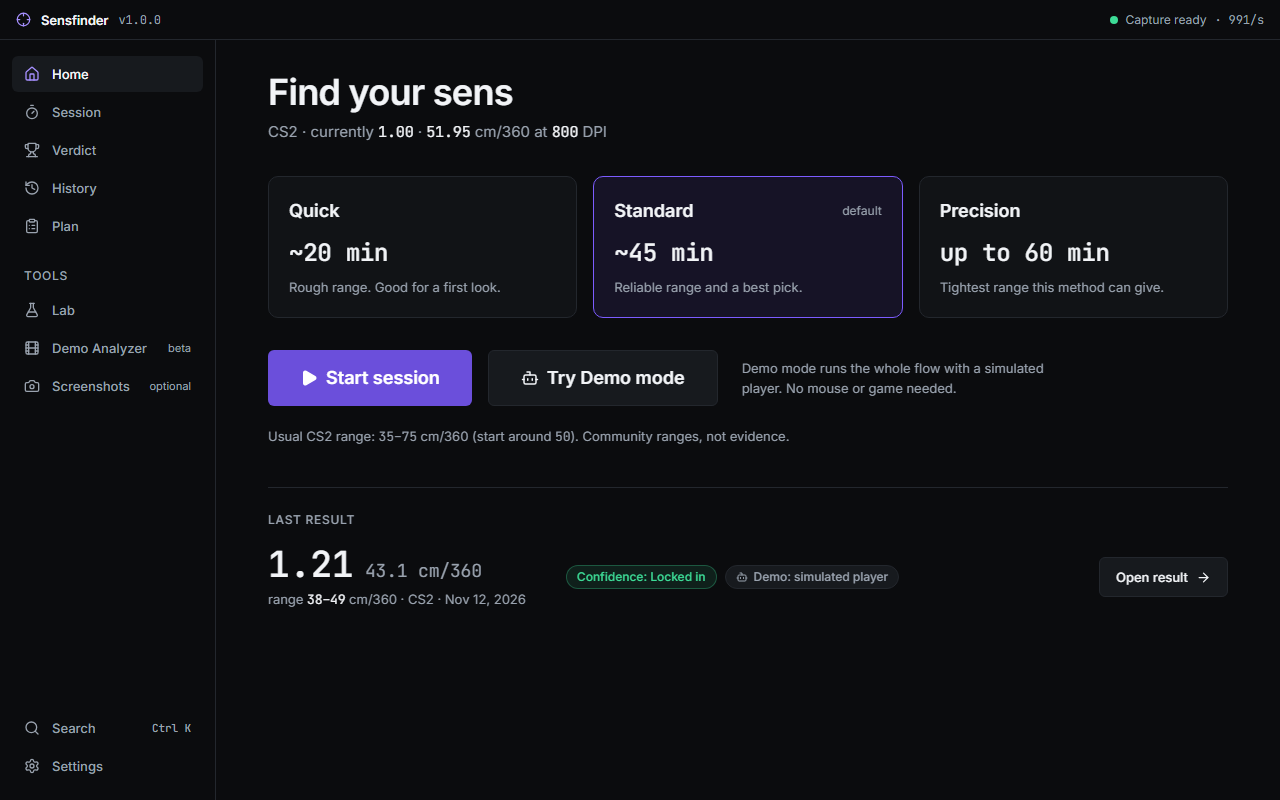 Sensfinder v1.0.0
Capture ready · 991/s
Home
Session
Verdict
History
Plan
TOOLS
Lab
Demo Analyzer beta
Screenshots optional
Search Ctrl K
Settings
Find your sens
CS2 · currently 1.00 · 51.95 cm/360 at 800 DPI
Quick
~20 min
Rough range. Good for a first look.
Standard default
~45 min
Reliable range and a best pick.
Precision
up to 60 min
Tightest range this method can give.
Start session
Try Demo mode
Demo mode runs the whole flow with a simulated
player. No mouse or game needed.
Usual CS2 range: 35–75 cm/360 (start around 50). Community ranges, not evidence.
LAST RESULT
1.21 43.1 cm/360
range 38–49 cm/360 · CS2 · Nov 12, 2026
Confidence: Locked in
Demo: simulated player
Open result